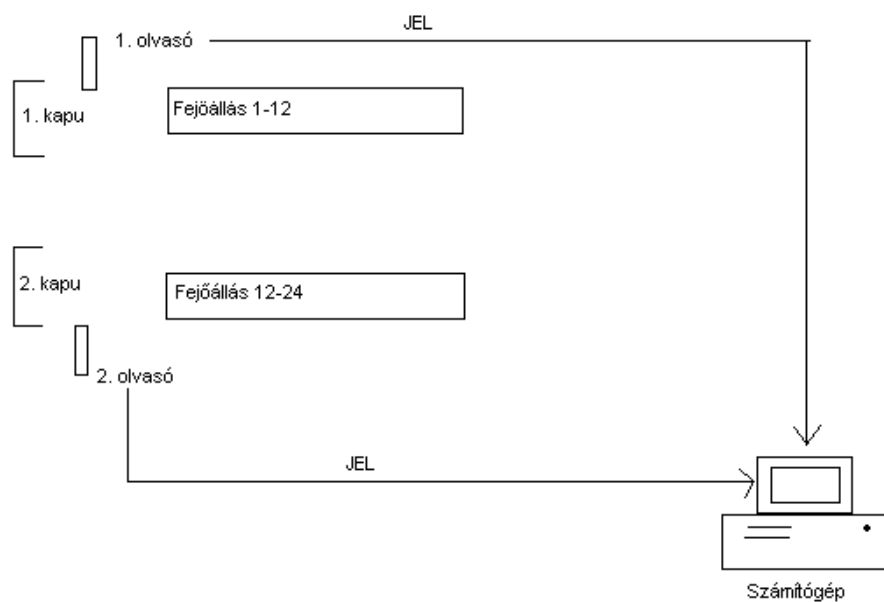 JEL
1. olvasó
Fejöállás 1-12
1. kapu
2. kapu
Fejőállás 12-24
2. olvasó
JEL
Számítógép